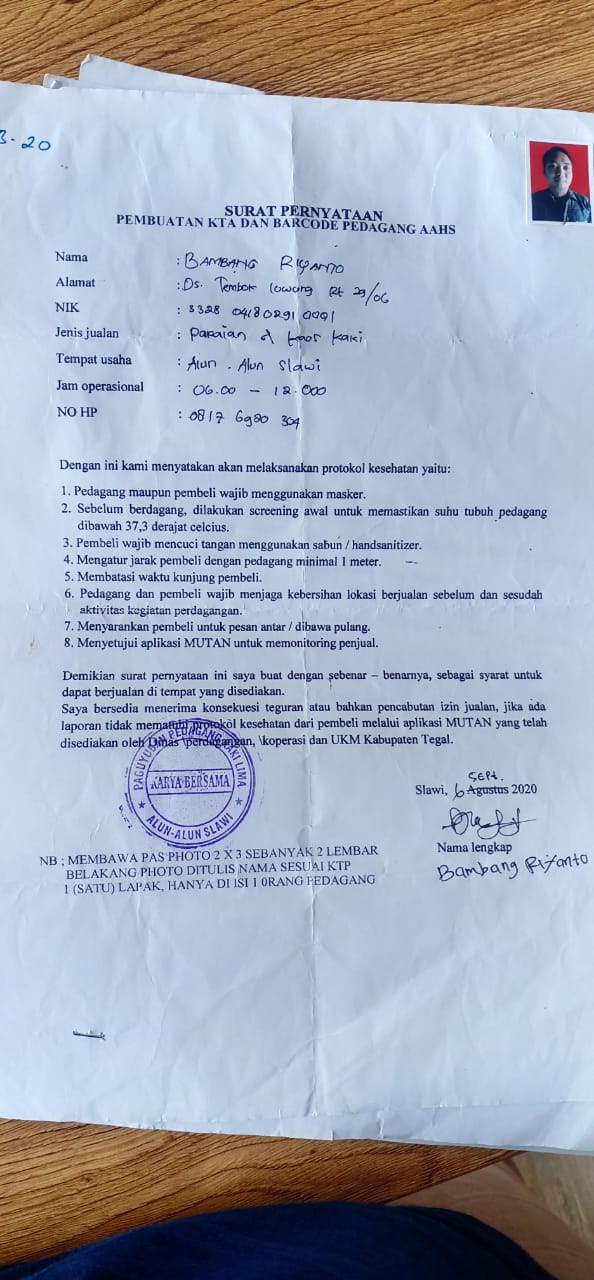 3-20
SURAT PERNYATAAN
PEMBUATAN KTA DAN BARCODE PEDAGANG AAHS
Nama : BAMBANG RIYANTO
Alamat : Ds. Tembok lowung Rt 29/06
NIK : 3328 04180291 0001
Jenis jualan : Pakaian & kaos kaki
Tempat usaha : Alun - Alun Slawi
Jam operasional : 06.00 - 12.000
NO HP : 0817 6980 304
Dengan ini kami menyatakan akan melaksanakan protokol kesehatan yaitu:
1. Pedagang maupun pembeli wajib menggunakan masker.
2. Sebelum berdagang, dilakukan screening awal untuk memastikan suhu tubuh pedagang
dibawah 37,3 derajat celcius.
3. Pembeli wajib mencuci tangan menggunakan sabun / handsanitizer.
4. Mengatur jarak pembeli dengan pedagang minimal 1 meter.
5. Membatasi waktu kunjung pembeli.
6. Pedagang dan pembeli wajib menjaga kebersihan lokasi berjualan sebelum dan sesudah
aktivitas kegiatan perdagangan.
7. Menyarankan pembeli untuk pesan antar / dibawa pulang.
8. Menyetujui aplikasi MUTAN untuk memonitoring penjual.
Demikian surat pernyataan ini saya buat dengan sebenar – benarnya, sebagai syarat untuk
dapat berjualan di tempat yang disediakan.
Saya bersedia menerima konsekuesi teguran atau bahkan pencabutan izin jualan, jika ada
laporan tidak mematuhi protokol kesehatan dari pembeli melalui aplikasi MUTAN yang telah
disediakan oleh Dinas \perdagangan, \koperasi dan UKM Kabupaten Tegal.
PAGUYUBAN PEDAGANG KAKI LIMA
KARYA BERSAMA
ALUN-ALUN SLAWI
SEPT.
Slawi, 6 Agustus 2020
Nama lengkap
Bambang Riyanto
NB ; MEMBAWA PAS PHOTO 2 X 3 SEBANYAK 2 LEMBAR
BELAKANG PHOTO DITULIS NAMA SESUAI KTP
1 (SATU) LAPAK, HANYA DI ISI 1 0RANG PEDAGANG